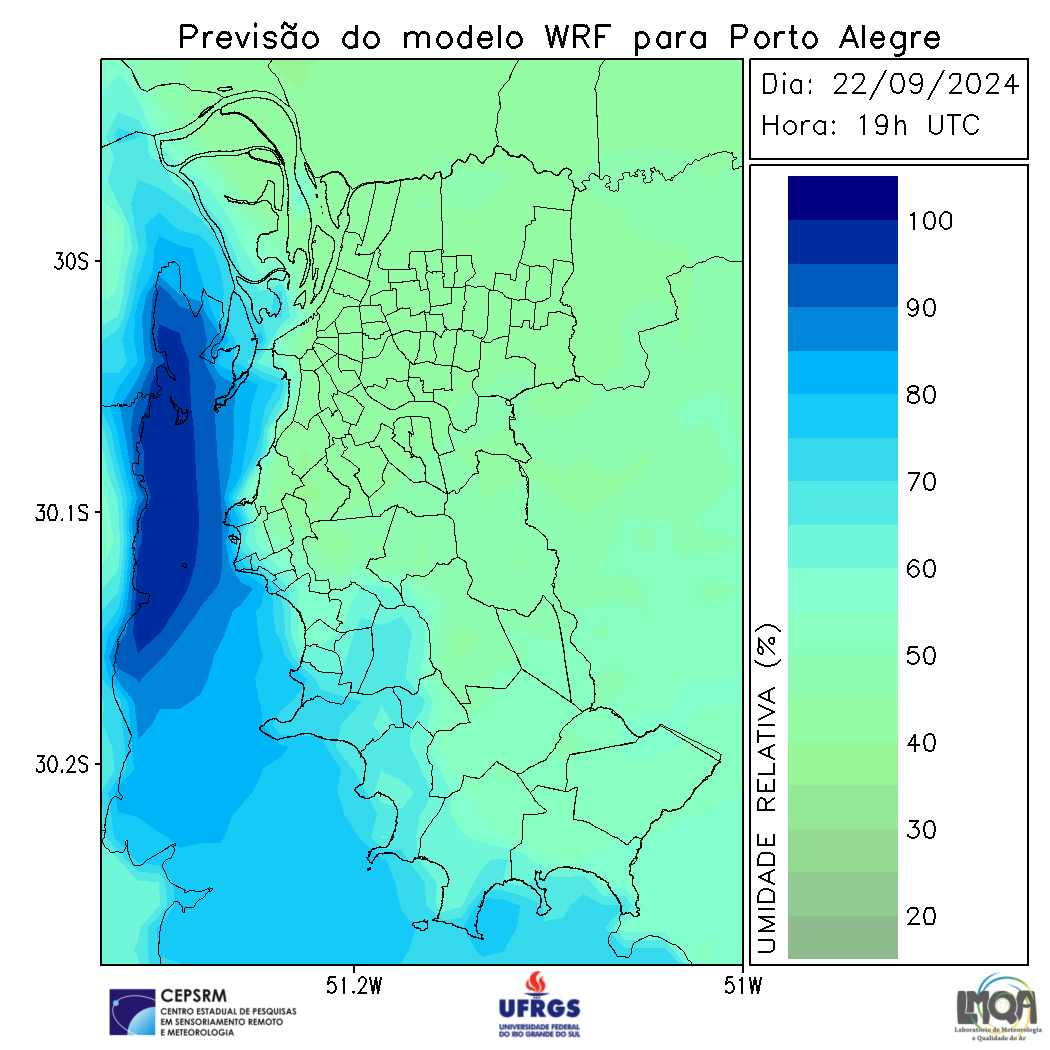 Previsão do modelo WRF para Porto Alegre
Dia: 22/09/2024
Hora: 19h UTC
30S
30.1S
30.2S
51.2W
51W
100
90
80
70
60
50
40
30
20
UMIDADE RELATIVA (%)
CEPSRM
CENTRO ESTADUAL DE PESQUISAS
EM SENSORIAMENTO REMOTO
E METEOROLOGIA
UFRGS
UNIVERSIDADE FEDERAL
DO RIO GRANDE DO SUL
LMQA
Laboratório de Meteorologia
e Qualidade do Ar